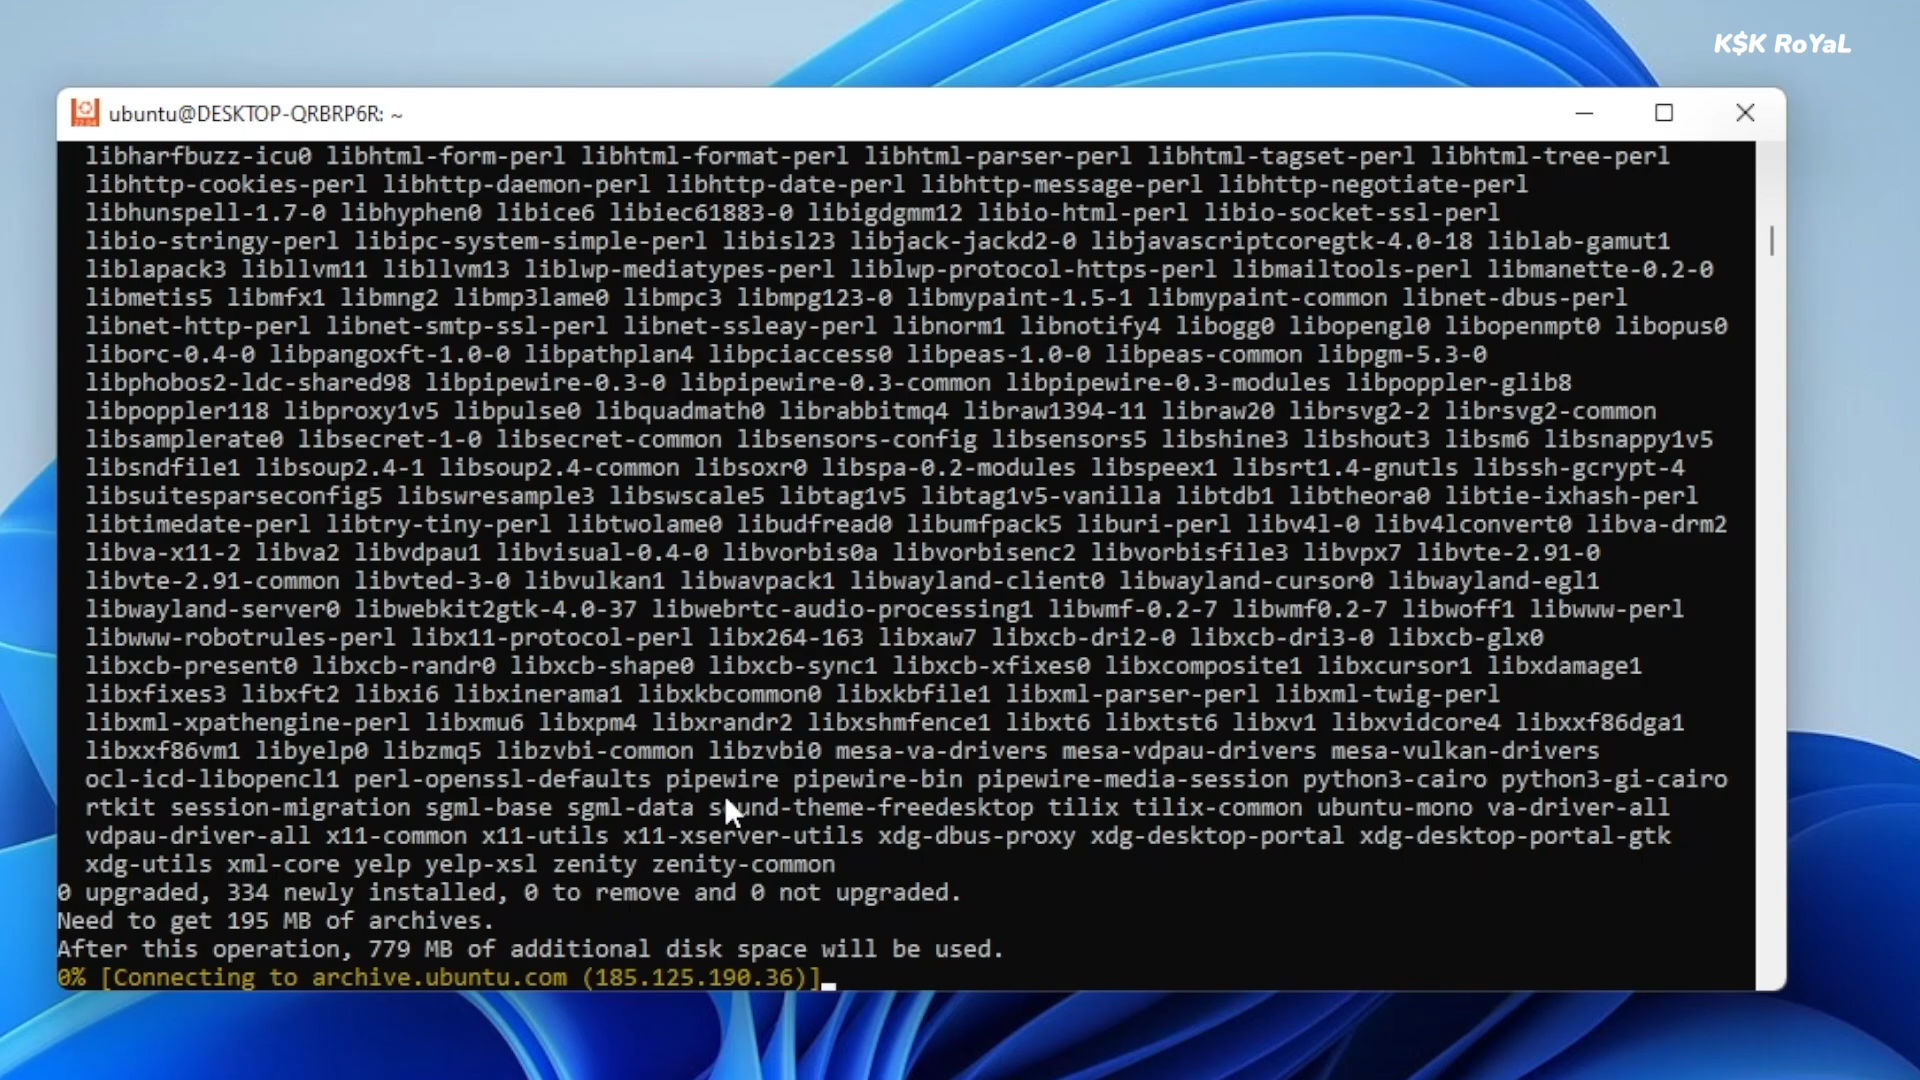 K$K RoYaL
ubuntu@DESKTOP-QRBRP6R: ~
libharfbuzz-icu0 libhtml-form-perl libhtml-format-perl libhtml-parser-perl libhtml-tagset-perl libhtml-tree-perl
libhttp-cookies-perl libhttp-daemon-perl libhttp-date-perl libhttp-message-perl libhttp-negotiate-perl
libhunspell-1.7-0 libhyphen0 libice6 libiec61883-0 libigdgmm12 libio-html-perl libio-socket-ssl-perl
libio-stringy-perl libipc-system-simple-perl libisl23 libjack-jackd2-0 libjavascriptcoregtk-4.0-18 liblab-gamut1
liblapack3 libllvm11 libllvm13 liblwp-mediatypes-perl liblwp-protocol-https-perl libmailtools-perl libmanette-0.2-0
libmetis5 libmfx1 libmng2 libmp3lame0 libmpc3 libmpg123-0 libmypaint-1.5-1 libmypaint-common libnet-dbus-perl
libnet-http-perl libnet-smtp-ssl-perl libnet-ssleay-perl libnorm1 libnotify4 libogg0 libopengl0 libopenmpt0 libopus0
liborc-0.4-0 libpangoxft-1.0-0 libpathplan4 libpciaccess0 libpeas-1.0-0 libpeas-common libpgm-5.3-0
libphobos2-ldc-shared98 libpipewire-0.3-0 libpipewire-0.3-common libpipewire-0.3-modules libpoppler-glib8
libpoppler118 libproxy1v5 libpulse0 libquadmath0 librabbitmq4 libraw1394-11 libraw20 librsvg2-2 librsvg2-common
libsamplerate0 libsecret-1-0 libsecret-common libsensors-config libsensors5 libshine3 libshout3 libsm6 libsnappy1v5
libsndfile1 libsoup2.4-1 libsoup2.4-common libsoxr0 libspa-0.2-modules libspeex1 libsrt1.4-gnutls libssh-gcrypt-4
libsuitesparseconfig5 libswresample3 libswscale5 libtag1v5 libtag1v5-vanilla libtdb1 libtheora0 libtie-ixhash-perl
libtimedate-perl libtry-tiny-perl libtwolame0 libudfread0 libumfpack5 liburi-perl libv4l-0 libv4lconvert0 libva-drm2
libva-x11-2 libva2 libvdpau1 libvisual-0.4-0 libvorbis0a libvorbisenc2 libvorbisfile3 libvpx7 libvte-2.91-0
libvte-2.91-common libvted-3-0 libvulkan1 libwavpack1 libwayland-client0 libwayland-cursor0 libwayland-egl1
libwayland-server0 libwebkit2gtk-4.0-37 libwebrtc-audio-processing1 libwmf-0.2-7 libwmf0.2-7 libwoff1 libwww-perl
libwww-robotrules-perl libx11-protocol-perl libx264-163 libxaw7 libxcb-dri2-0 libxcb-dri3-0 libxcb-glx0
libxcb-present0 libxcb-randr0 libxcb-shape0 libxcb-sync1 libxcb-xfixes0 libxcomposite1 libxcursor1 libxdamage1
libxfixes3 libxft2 libxi6 libxinerama1 libxkbcommon0 libxkbfile1 libxml-parser-perl libxml-twig-perl
libxml-xpathengine-perl libxmu6 libxpm4 libxrandr2 libxshmfence1 libxt6 libxtst6 libxv1 libxvidcore4 libxxf86dga1
libxxf86vm1 libyelp0 libzmq5 libzvbi-common libzvbi0 mesa-va-drivers mesa-vdpau-drivers mesa-vulkan-drivers
ocl-icd-libopencl1 perl-openssl-defaults pipewire pipewire-bin pipewire-media-session python3-cairo python3-gi-cairo
rtkit session-migration sgml-base sgml-data sound-theme-freedesktop tilix tilix-common ubuntu-mono va-driver-all
vdpau-driver-all x11-common x11-utils x11-xserver-utils xdg-dbus-proxy xdg-desktop-portal xdg-desktop-portal-gtk
xdg-utils xml-core yelp yelp-xsl zenity zenity-common
0 upgraded, 334 newly installed, 0 to remove and 0 not upgraded.
Need to get 195 MB of archives.
After this operation, 779 MB of additional disk space will be used.
0% [Connecting to archive.ubuntu.com (185.125.190.36)]